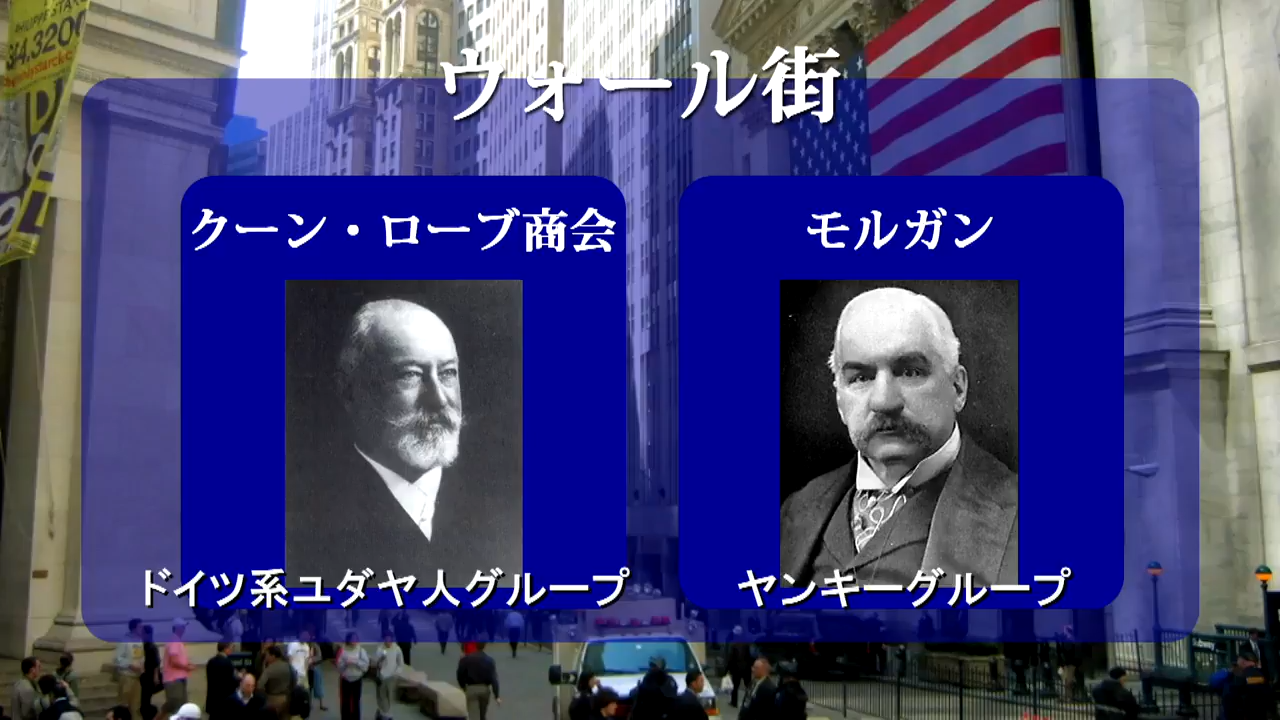 ウォール街
クーン・ローブ商会
モルガン
ドイツ系ユダヤ人グループ
ヤンキーグループ